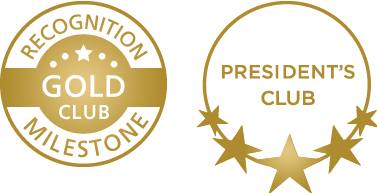 RECOGNITION
GOLD
CLUB
MILESTONE
PRESIDENT'S
CLUB